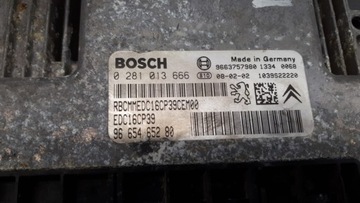 BOSCH
Made in Germany
9663757980 1334 0068
0 281 013 666 K10 08-02-02 1039S22220
RBCMMEDC16CP39CEM00
EDC16CP39
96 654 652 80